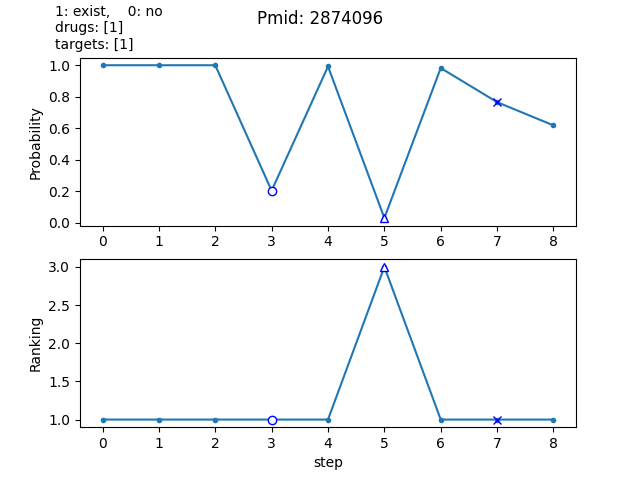 1: exist,    0: no
drugs: [1]
targets: [1]
Pmid: 2874096
Probability
1.0
0.8
0.6
0.4
0.2
0.0
0 1 2 3 4 5 6 7 8
Ranking
3.0
2.5
2.0
1.5
1.0
0 1 2 3 4 5 6 7 8
step